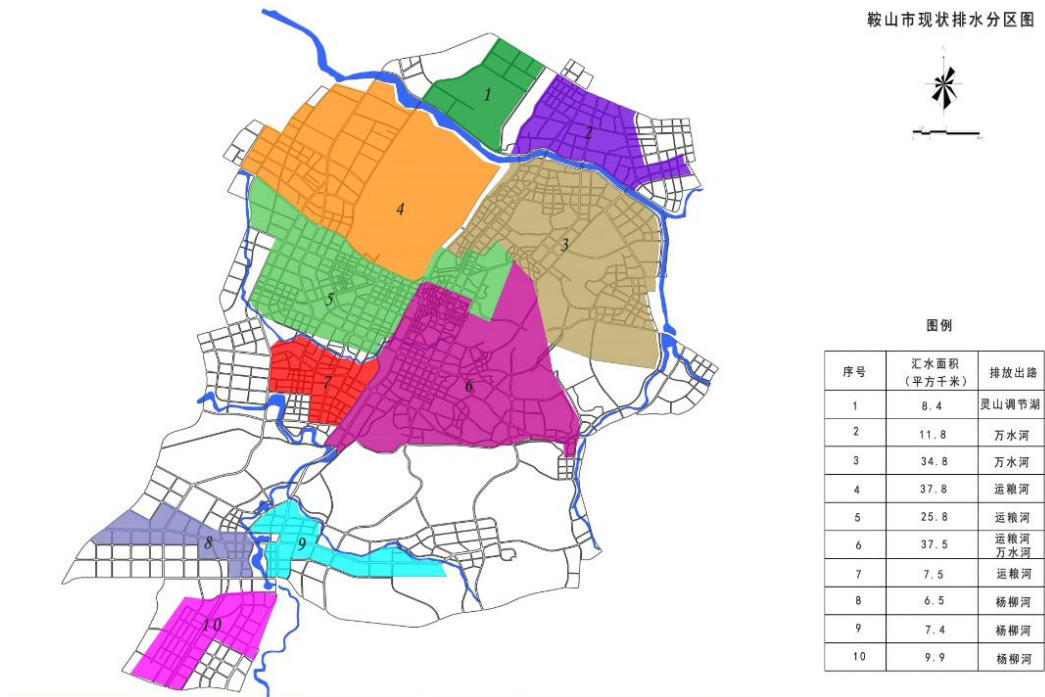 鞍山市现状排水分区图
1
2
3
4
5
6
7
8
9
10
图例
序号 汇水面积（平方千米） 排放出路
1 8.4 灵山调节湖
2 11.8 万水河
3 34.8 万水河
4 37.8 运粮河
5 25.8 运粮河
6 37.5 运粮河 万水河
7 7.5 运粮河
8 6.5 杨柳河
9 7.4 杨柳河
10 9.9 杨柳河